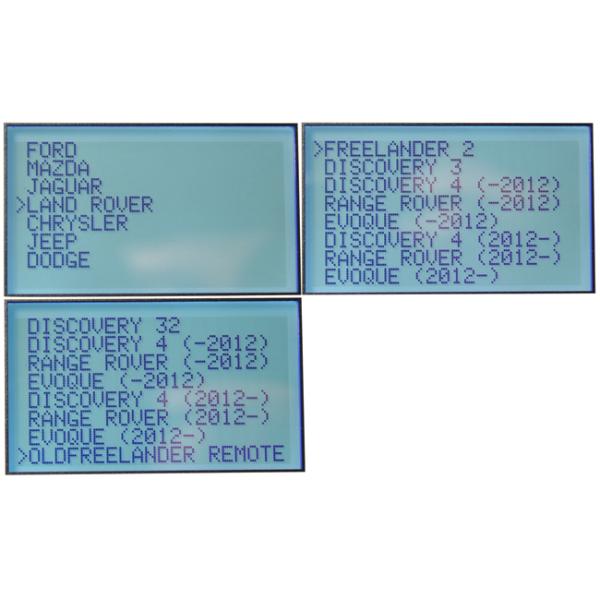 FORD
MAZDA
JAGUAR
>LAND ROVER
CHRYSLER
JEEP
DODGE
>FREELANDER 2
DISCOVERY 3
DISCOVERY 4 (-2012)
RANGE ROVER (-2012)
EVOQUE (-2012)
DISCOVERY 4 (2012-)
RANGE ROVER (2012-)
EVOQUE (2012-)
DISCOVERY 32
DISCOVERY 4 (-2012)
RANGE ROVER (-2012)
EVOQUE (-2012)
DISCOVERY 4 (2012-)
RANGE ROVER (2012-)
EVOQUE (2012-)
>OLDFREELANDER REMOTE